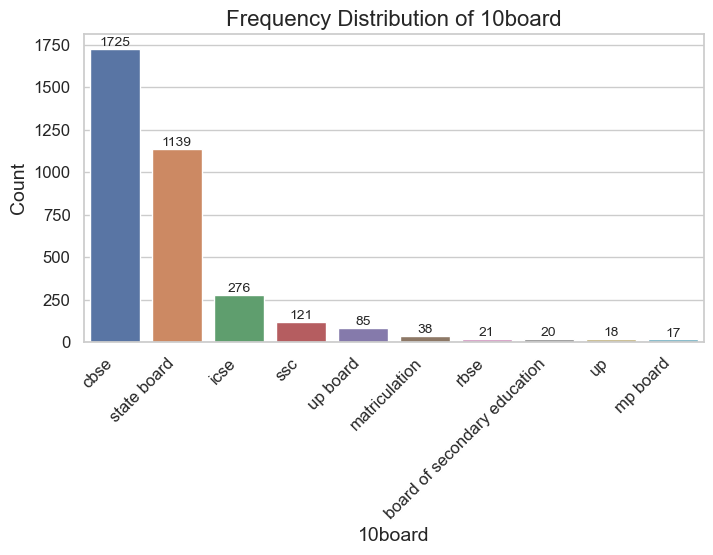 Frequency Distribution of 10board
Count
1750
1500
1250
1000
750
500
250
0
1725
1139
276
121
85
38
21
20
18
17
cbse
state board
icse
ssc
up board
matriculation
rbse
board of secondary education
up
mp board
10board